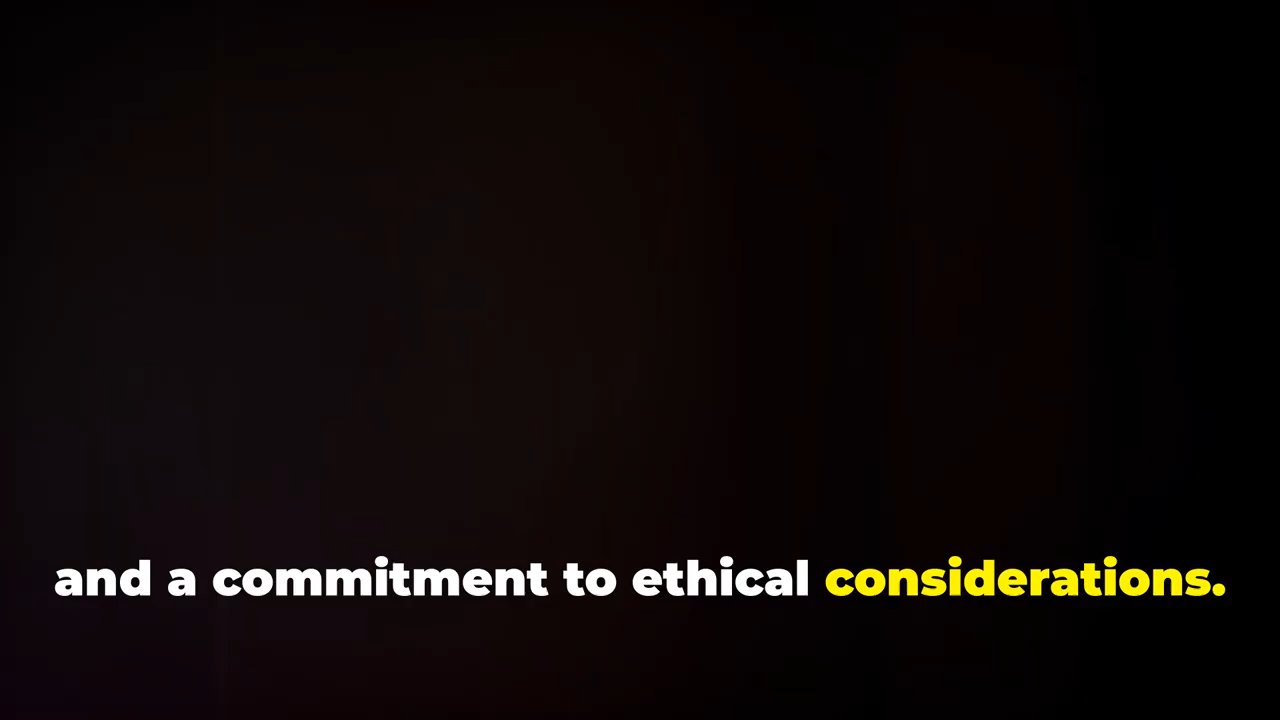 and a commitment to ethical considerations.